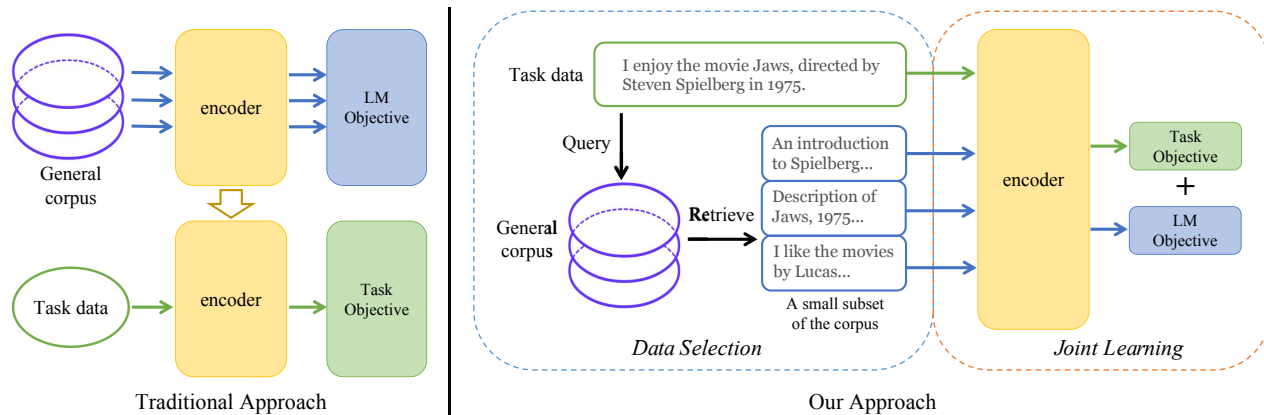 encoder
LM
Objective
General
corpus
encoder
Task data
Task
Objective
Traditional Approach
Task data
I enjoy the movie Jaws, directed by
Steven Spielberg in 1975.
Query
General
corpus
Retrieve
An introduction
to Spielberg...
Description of
Jaws, 1975...
I like the movies
by Lucas...
A small subset
of the corpus
Data Selection
encoder
Task
Objective
+
LM
Objective
Joint Learning
Our Approach